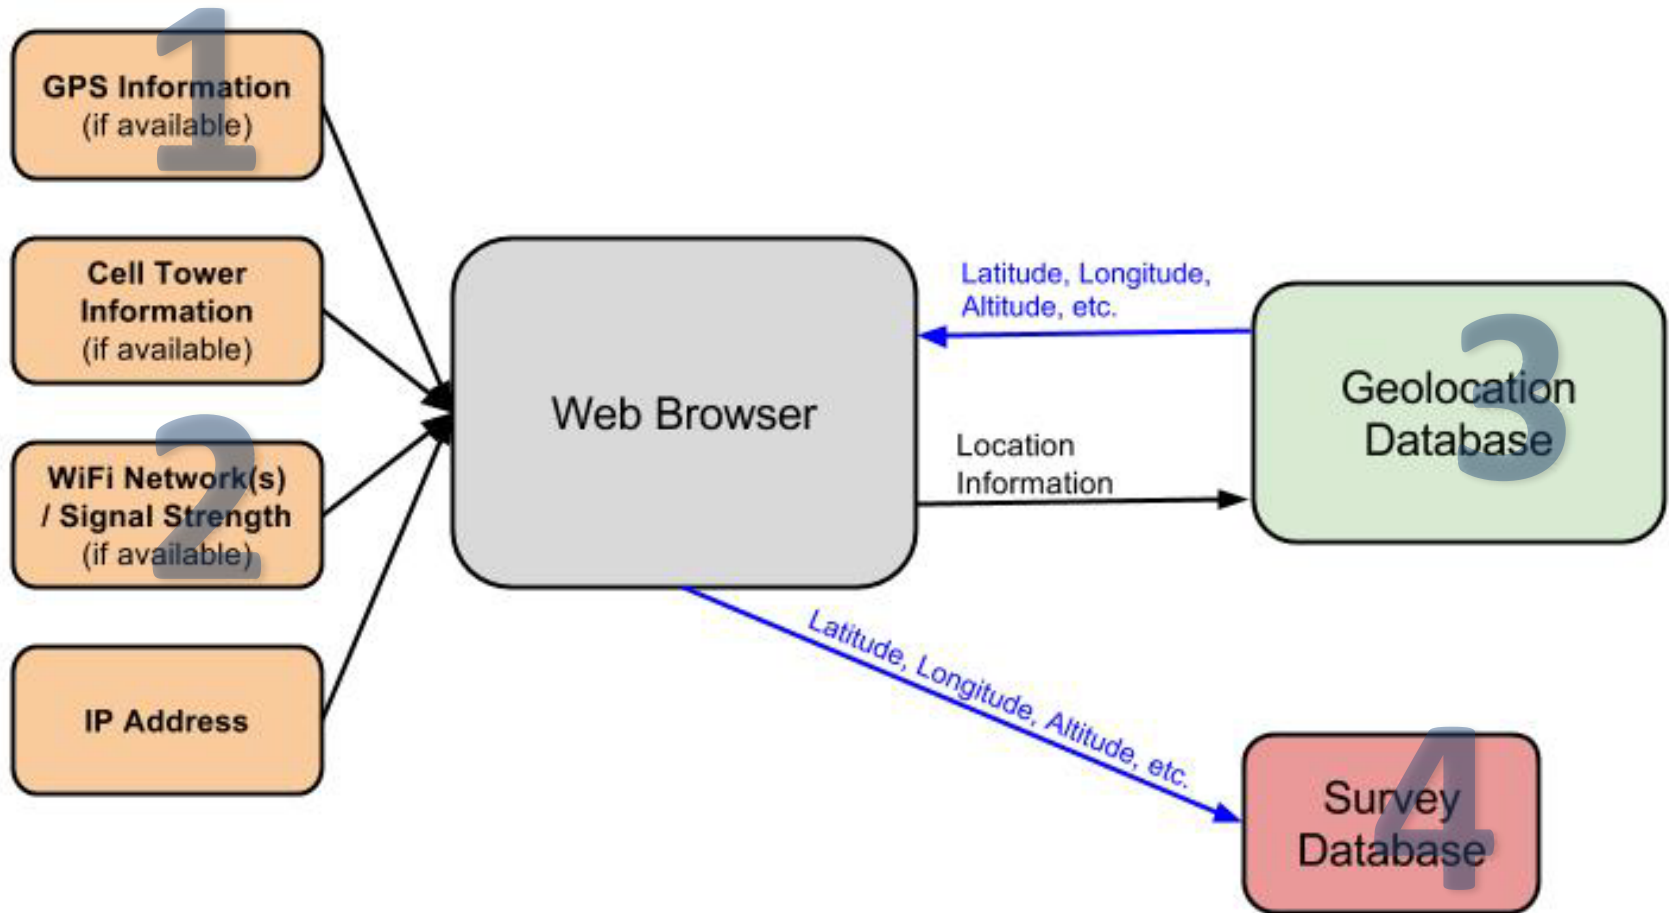 1
GPS Information
(if available)
Cell Tower
Information
(if available)
2
WiFi Network(s)
/ Signal Strength
(if available)
IP Address
Web Browser
Latitude, Longitude,
Altitude, etc.
Location
Information
3
Geolocation
Database
Latitude, Longitude, Altitude, etc.
4
Survey
Database